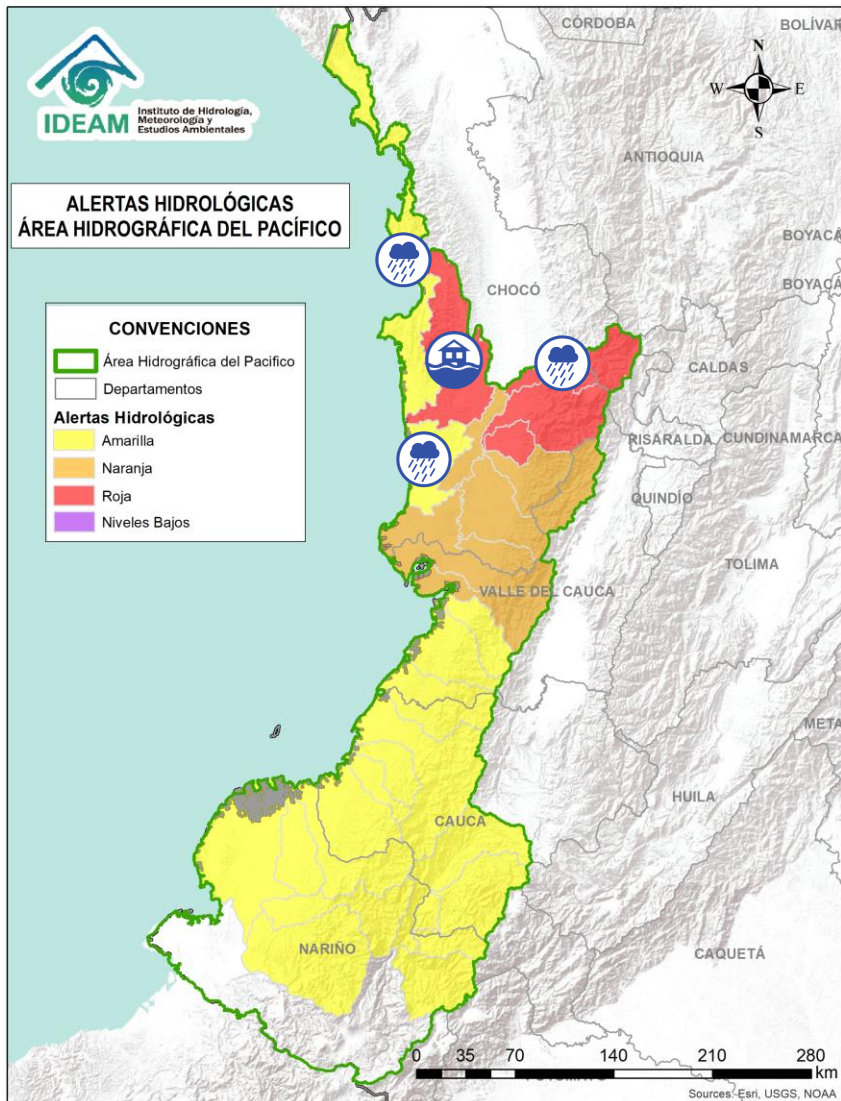 CÓRDOBA
BOLÍVAR
N
W
E
S
IDEAM
Instituto de Hidrología,
Meteorología y
Estudios Ambientales
ANTIOQUIA
ALERTAS HIDROLÓGICAS
ÁREA HIDROGRÁFICA DEL PACÍFICO
BOYACÁ
BOYACÁ
CHOCÓ
CONVENCIONES
Área Hidrográfica del Pacifico
Departamentos
Alertas Hidrológicas
Amarilla
Naranja
Roja
Niveles Bajos
CALDAS
RISARALDA
CUNDINAMARCA
QUINDÍO
TOLIMA
VALLE DEL CAUCA
META
HUILA
CAUCA
NARIÑO
CAQUETÁ
0 35 70 140 210 280
km
Sources: Esri, USGS, NOAA